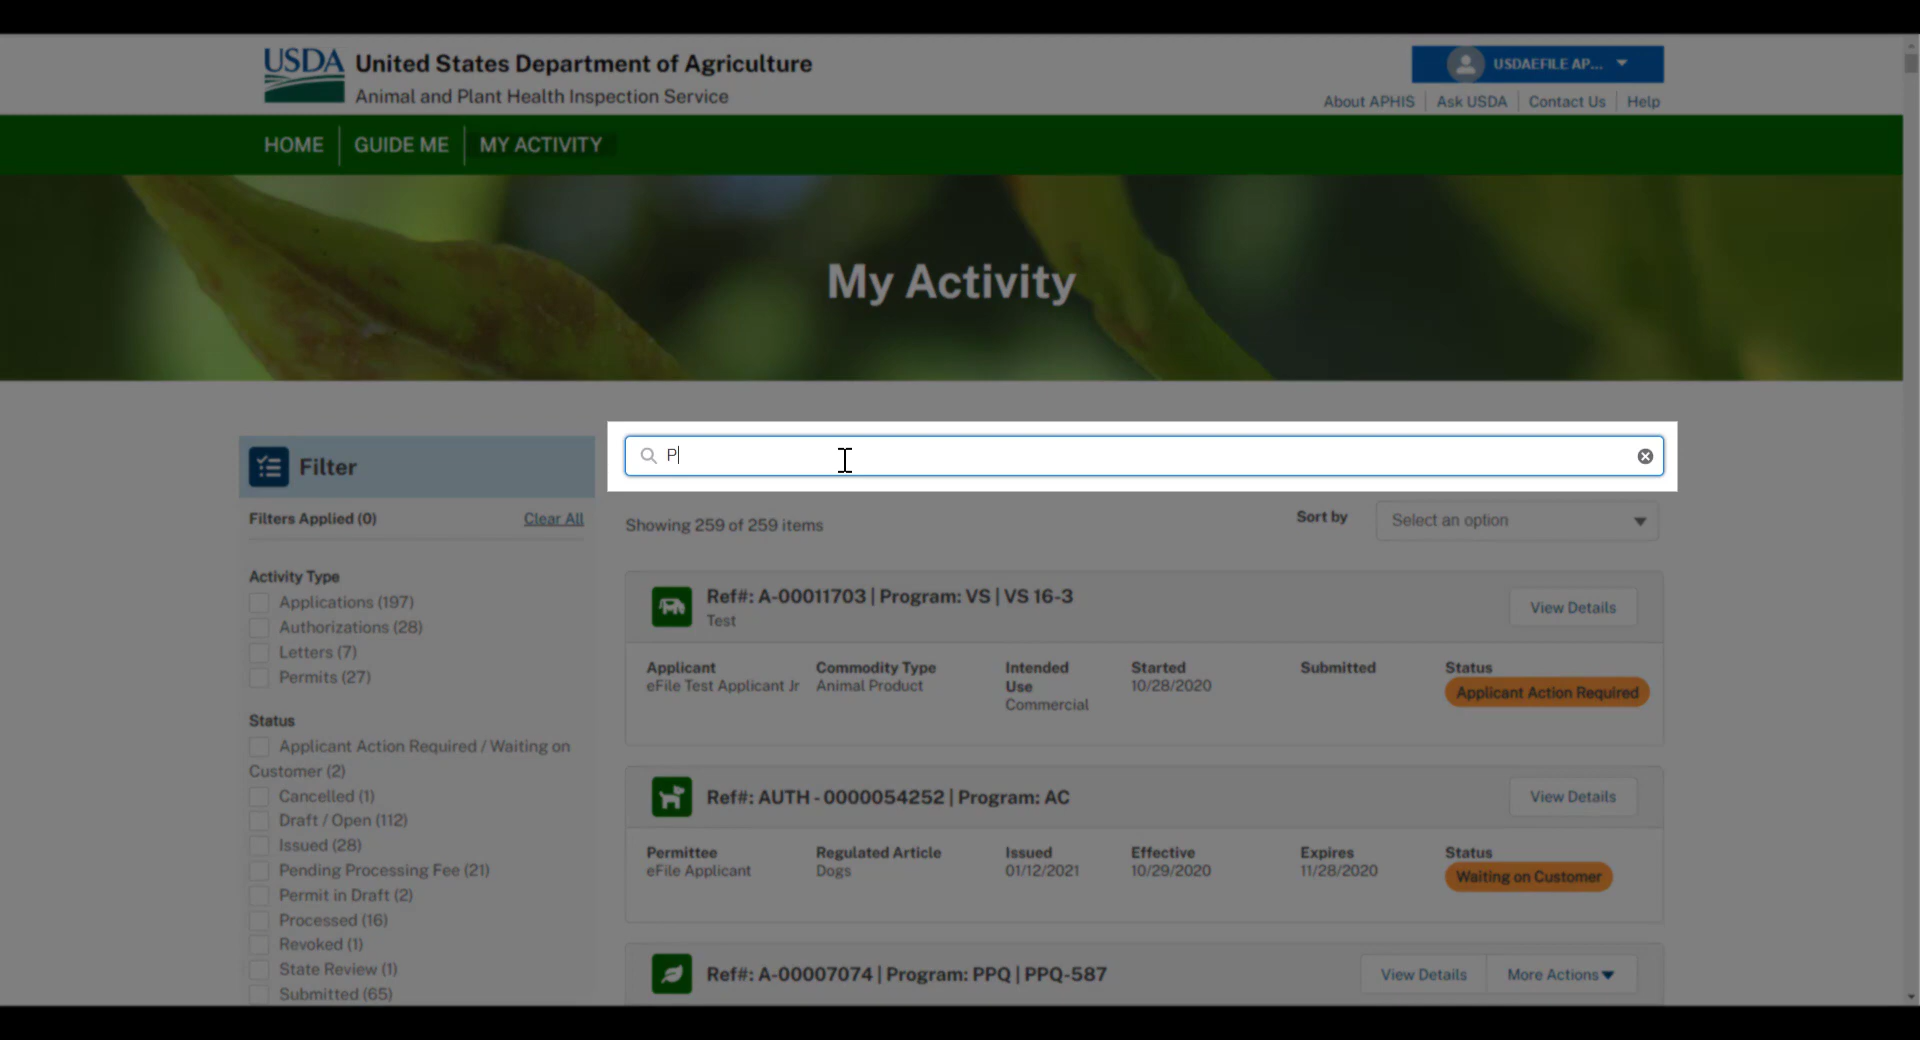 USDA United States Department of Agriculture
Animal and Plant Health Inspection Service
USDAEFILE AP...
About APHIS Ask USDA Contact Us Help
HOME GUIDE ME MY ACTIVITY
My Activity
P
Filter
Filters Applied (0) Clear All
Showing 259 of 259 items
Sort by Select an option
Activity Type
Applications (197)
Authorizations (28)
Letters (7)
Permits (27)
Status
Applicant Action Required / Waiting on
Customer (2)
Cancelled (1)
Draft / Open (112)
Issued (28)
Pending Processing Fee (21)
Permit in Draft (2)
Processed (16)
Revoked (1)
State Review (1)
Submitted (65)
Ref#: A-00011703 | Program: VS | VS 16-3
Test
View Details
Applicant Commodity Type Intended Started Submitted Status
eFile Test Applicant Jr Animal Product Use 10/28/2020 Applicant Action Required
Commercial
Ref#: AUTH - 0000054252 | Program: AC
View Details
Permittee Regulated Article Issued Effective Expires Status
eFile Applicant Dogs 01/12/2021 10/29/2020 11/28/2020 Waiting on Customer
Ref#: A-00007074 | Program: PPQ | PPQ-587
View Details More Actions